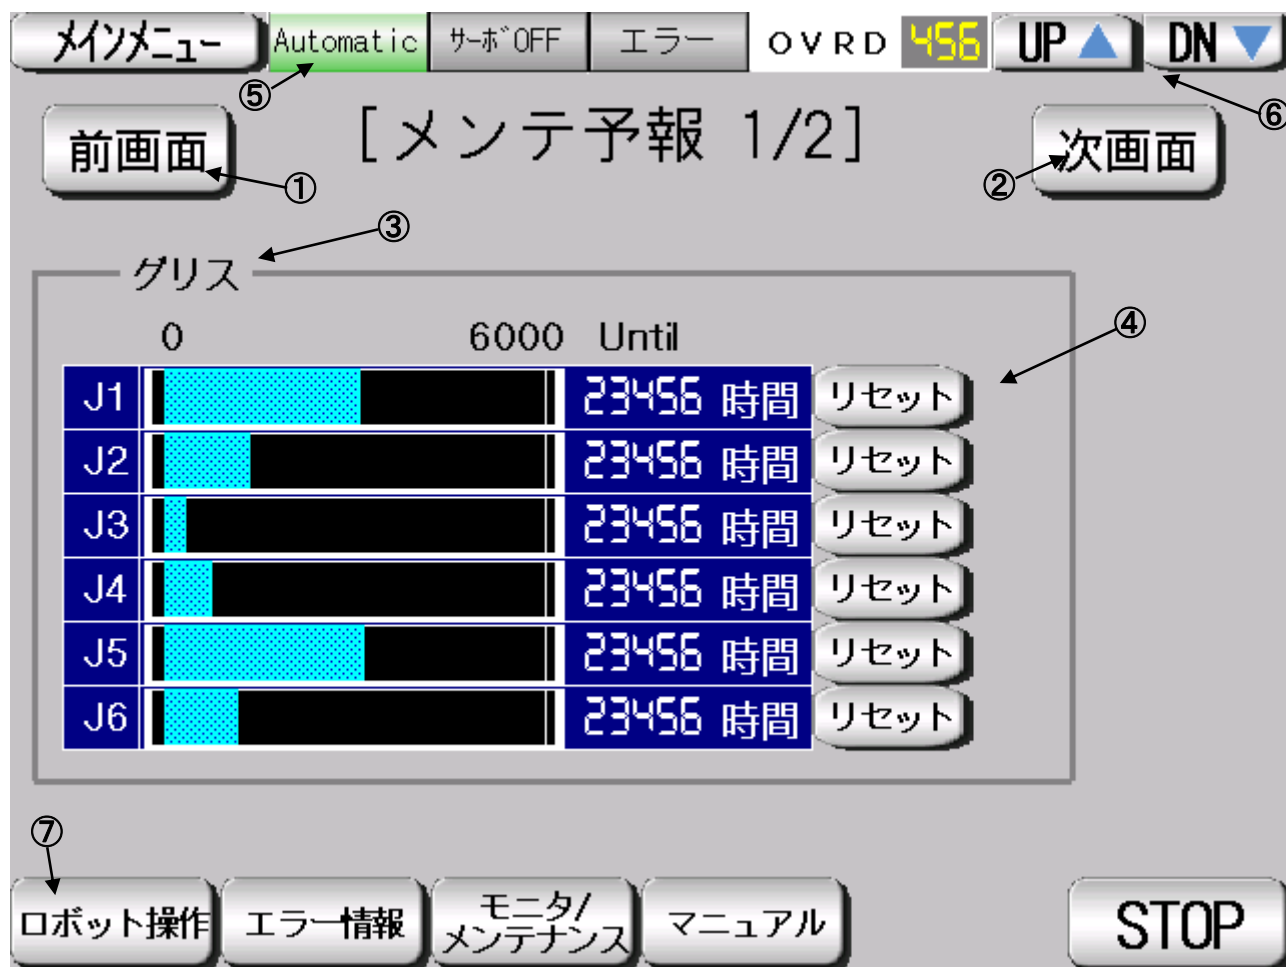 メインメニュー Automatic サーボOFF エラー OVRD 456 UP DN
⑤ ⑥
前画面 [メンテ予報 1/2] 次画面
① ②
③
グリス
④
0 6000 Until
J1 23456 時間 リセット
J2 23456 時間 リセット
J3 23456 時間 リセット
J4 23456 時間 リセット
J5 23456 時間 リセット
J6 23456 時間 リセット
⑦
ロボット操作 エラー情報 モニタ/
メンテナンス マニュアル STOP